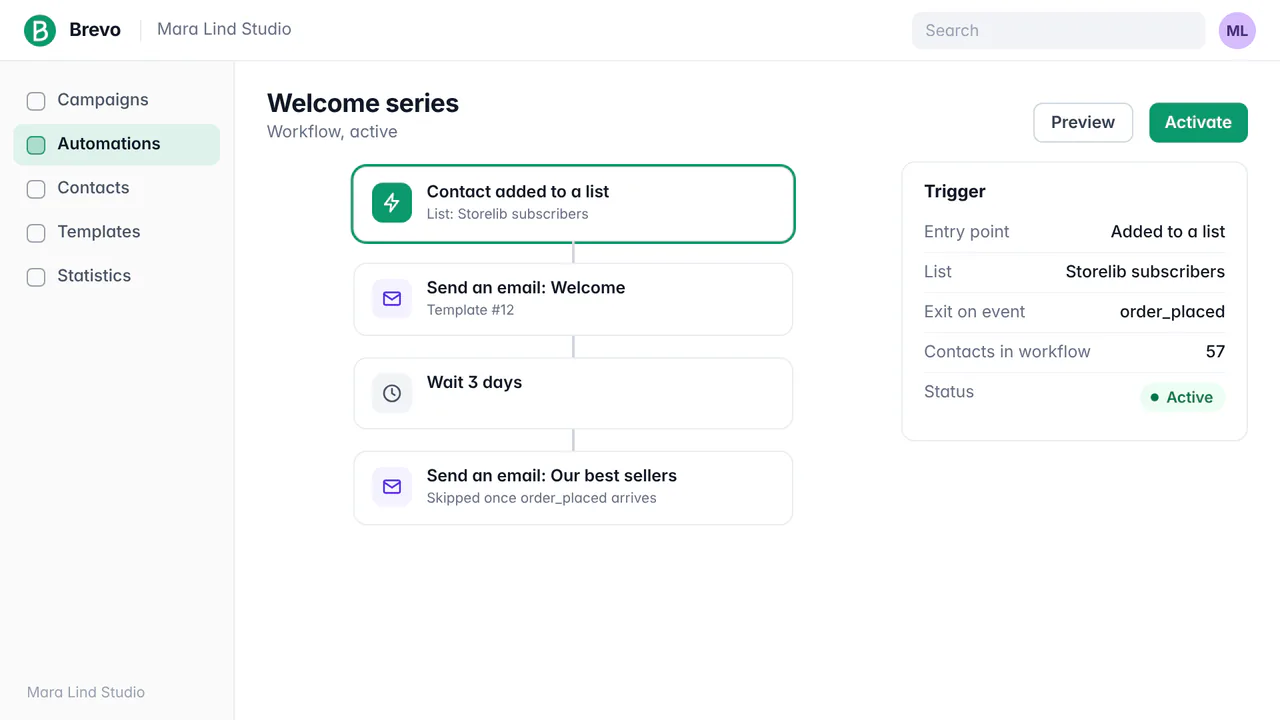 Brevo
Mara Lind Studio
Search
ML
Campaigns
Automations
Contacts
Templates
Statistics
Mara Lind Studio
Welcome series
Workflow, active
Preview
Activate
Contact added to a list
List: Storelib subscribers
Send an email: Welcome
Template #12
Wait 3 days
Send an email: Our best sellers
Skipped once order_placed arrives
Trigger
Entry point Added to a list
List Storelib subscribers
Exit on event order_placed
Contacts in workflow 57
Status Active